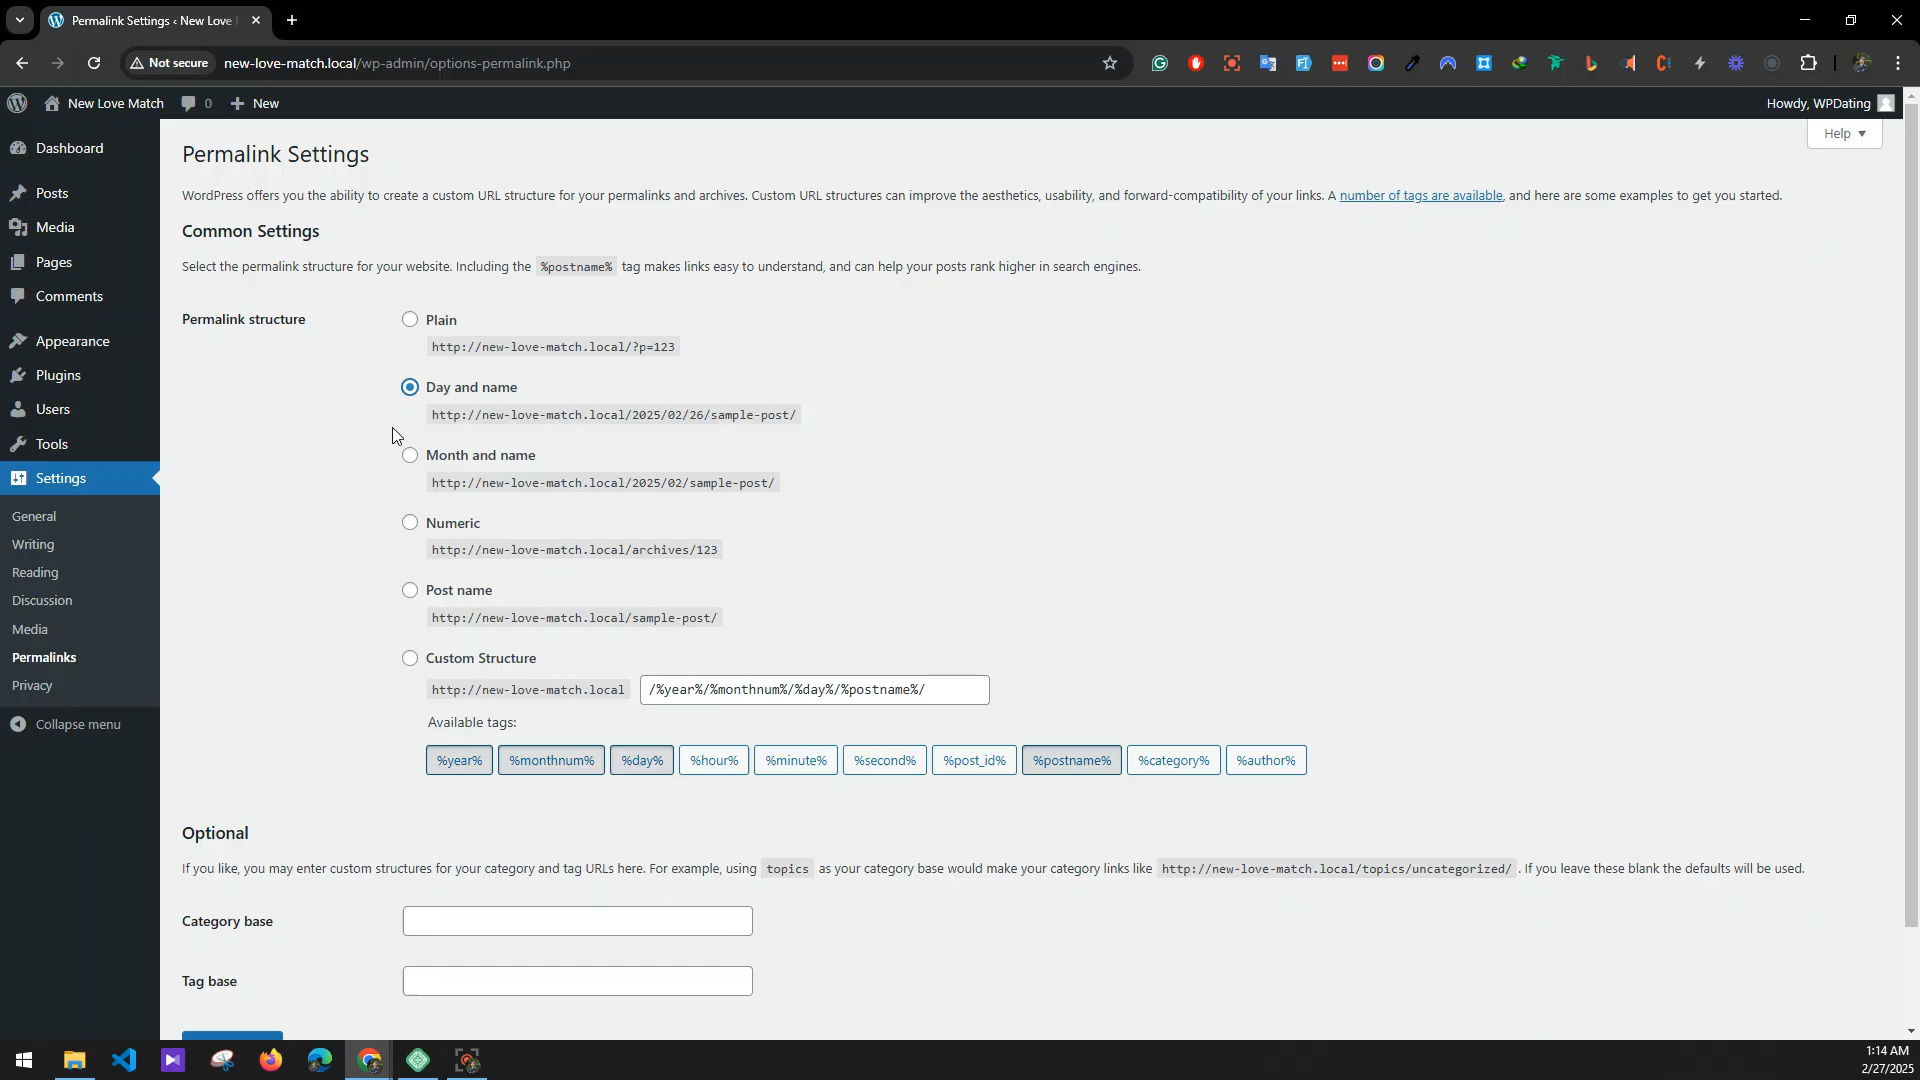 Permalink Settings ‹ New Love
Not secure
new-love-match.local/wp-admin/options-permalink.php
New Love Match
0
New
Howdy, WPDating
Dashboard
Posts
Media
Pages
Comments
Appearance
Plugins
Users
Tools
Settings
General
Writing
Reading
Discussion
Media
Permalinks
Privacy
Collapse menu
Help
Permalink Settings
WordPress offers you the ability to create a custom URL structure for your permalinks and archives. Custom URL structures can improve the aesthetics, usability, and forward-compatibility of your links. A number of tags are available, and here are some examples to get you started.
Common Settings
Select the permalink structure for your website. Including the %postname% tag makes links easy to understand, and can help your posts rank higher in search engines.
Permalink structure
Plain
http://new-love-match.local/?p=123
Day and name
http://new-love-match.local/2025/02/26/sample-post/
Month and name
http://new-love-match.local/2025/02/sample-post/
Numeric
http://new-love-match.local/archives/123
Post name
http://new-love-match.local/sample-post/
Custom Structure
http://new-love-match.local /%year%/%monthnum%/%day%/%postname%/
Available tags:
%year% %monthnum% %day% %hour% %minute% %second% %post_id% %postname% %category% %author%
Optional
If you like, you may enter custom structures for your category and tag URLs here. For example, using topics as your category base would make your category links like http://new-love-match.local/topics/uncategorized/ . If you leave these blank the defaults will be used.
Category base
Tag base
1:14 AM
2/27/2025